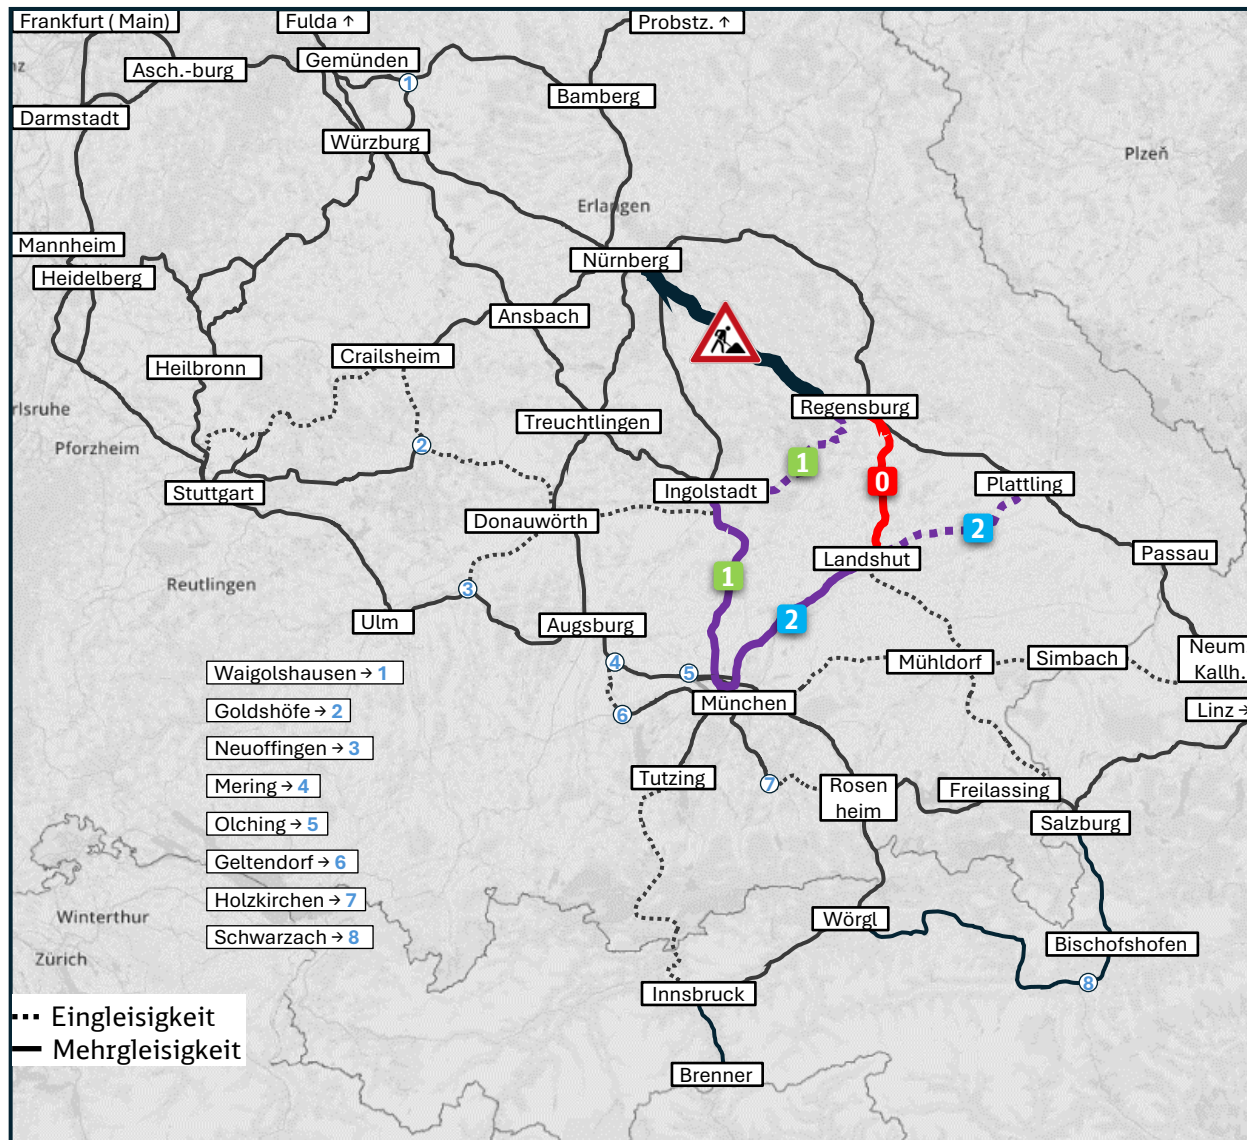 Frankfurt ( Main)
Fulda ↑
Probstz. ↑
Gemünden
Asch.-burg
1
Bamberg
Darmstadt
Würzburg
Plzeň
Erlangen
Mannheim
Nürnberg
Heidelberg
Ansbach
Crailsheim
Heilbronn
rlsruhe
Regensburg
Treuchtlingen
Pforzheim
2
1
0
Stuttgart
Ingolstadt
Plattling
Donauwörth
2
Landshut
Passau
Reutlingen
3
1
Ulm
Augsburg
2
Neum
Kallh.
4
5
Mühldorf
Simbach
Waigolshausen → 1
München
Goldshöfe → 2
6
Linz →
Neuoffingen → 3
Tutzing
7
Rosen
heim
Freilassing
Mering → 4
Salzburg
Olching → 5
Geltendorf → 6
Holzkirchen → 7
Winterthur
Wörgl
Schwarzach → 8
Bischofshofen
Zürich
8
Innsbruck
Eingleisigkeit
Mehrgleisigkeit
Brenner